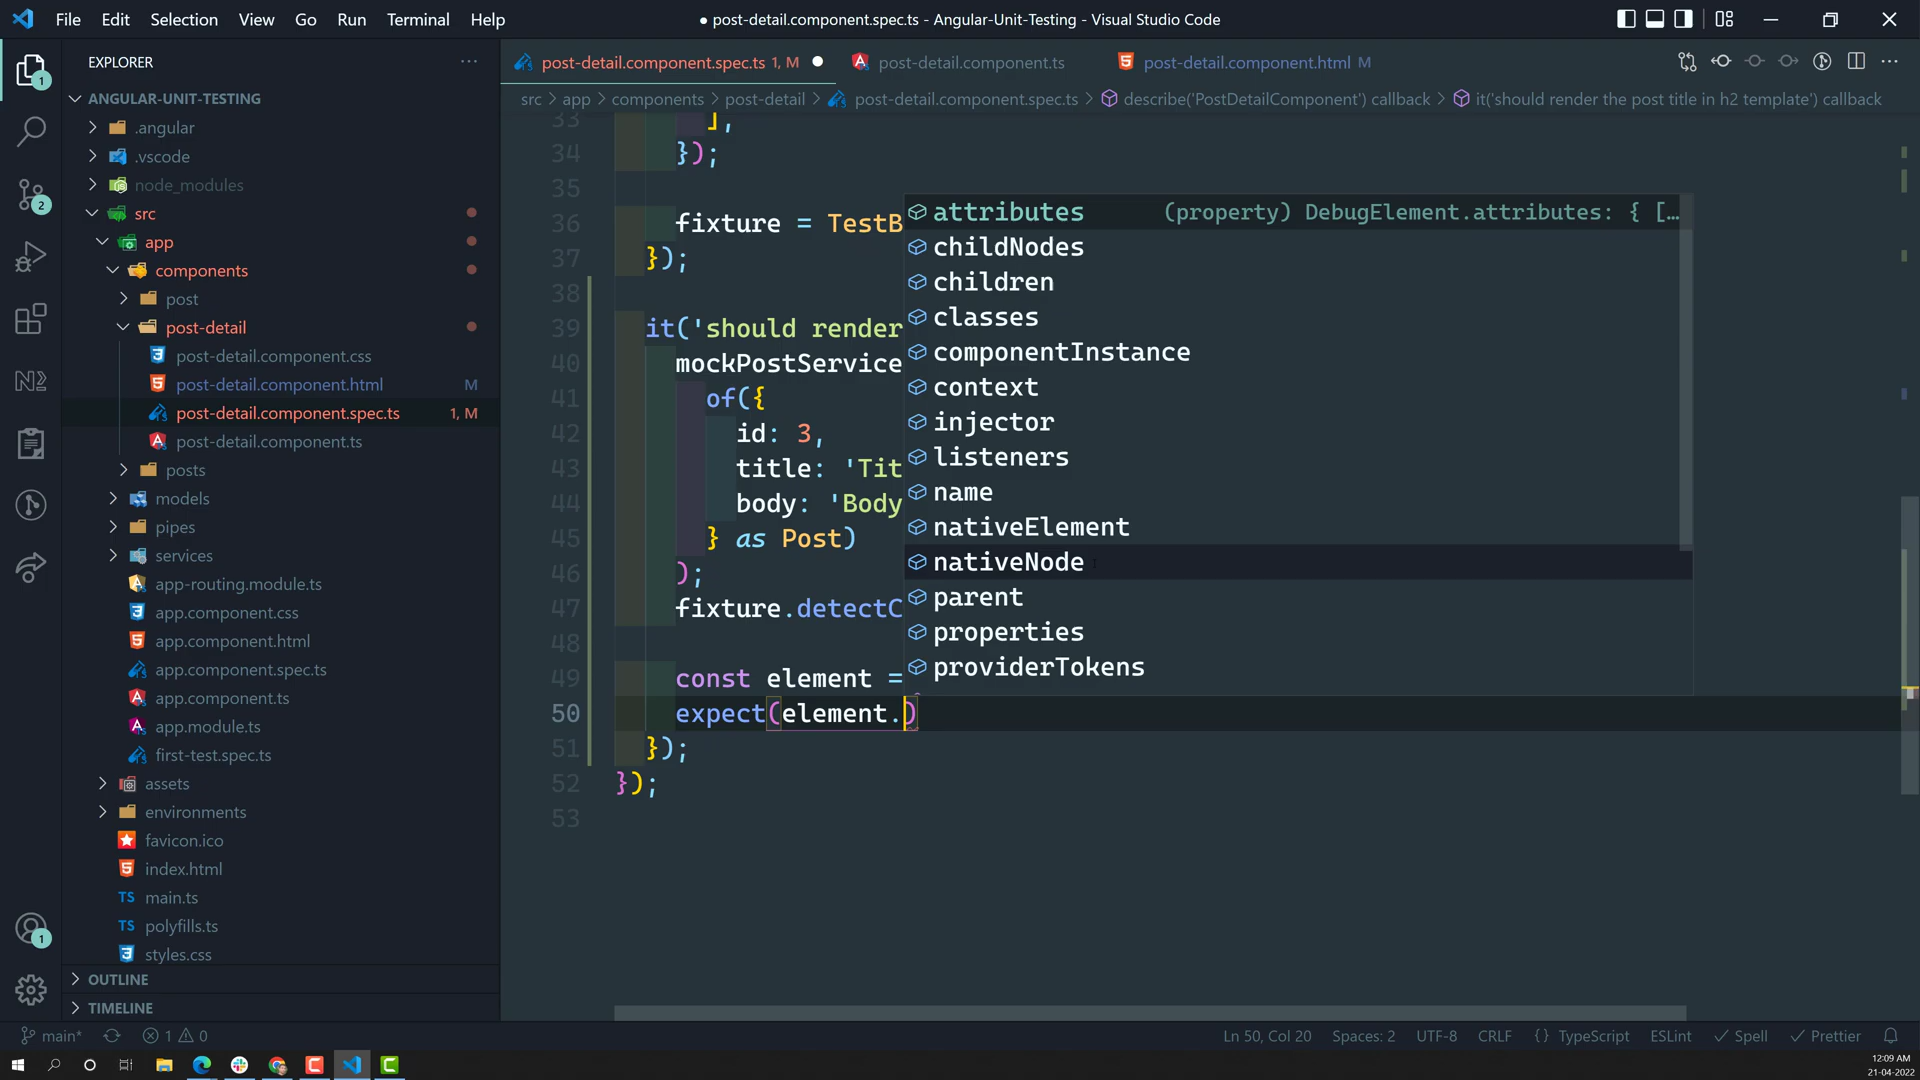 File Edit Selection View Go Run Terminal Help
● post-detail.component.spec.ts - Angular-Unit-Testing - Visual Studio Code
EXPLORER
ANGULAR-UNIT-TESTING
.angular
.vscode
node_modules
src
app
components
post
post-detail
post-detail.component.css
post-detail.component.html M
post-detail.component.spec.ts 1, M
post-detail.component.ts
posts
models
pipes
services
app-routing.module.ts
app.component.css
app.component.html
app.component.spec.ts
app.component.ts
app.module.ts
first-test.spec.ts
assets
environments
favicon.ico
index.html
TS main.ts
TS polyfills.ts
styles.css
OUTLINE
TIMELINE
1
2
1
post-detail.component.spec.ts 1, M ●
post-detail.component.ts
post-detail.component.html M
src > app > components > post-detail > post-detail.component.spec.ts > describe('PostDetailComponent') callback > it('should render the post title in h2 template') callback
33 ],
34 });
35
36 fixture = TestB
37 });
38
39 it('should render
40 mockPostService
41 of({
42 id: 3,
43 title: 'Tit
44 body: 'Body
45 } as Post)
46 );
47 fixture.detectC
48
49 const element =
50 expect(element.)
51 });
52 });
53
attributes (property) DebugElement.attributes: { […
childNodes
children
classes
componentInstance
context
injector
listeners
name
nativeElement
nativeNode
parent
properties
providerTokens
main* 1 0
Ln 50, Col 20 Spaces: 2 UTF-8 CRLF {} TypeScript ESLint Spell Prettier
12:09 AM
21-04-2022